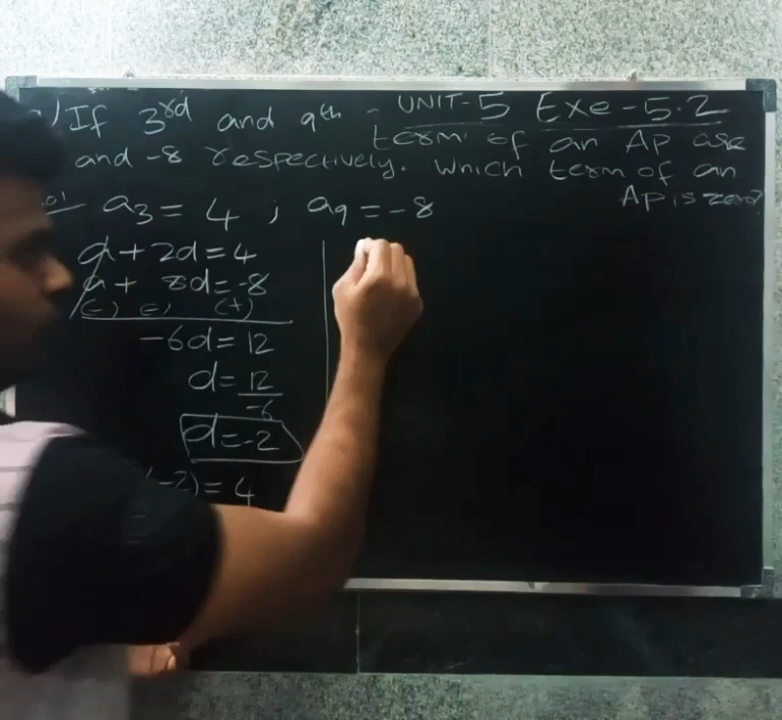 UNIT-5 Exe-5.2
If 3rd and 9th term of an AP are
and -8 respectively. Which term of an
AP is zero?
a3 = 4 ; a9 = -8
a + 2d = 4
a + 8d = -8
(-) (-) (+)
-6d = 12
d = 12/-6
d = -2
-2) = 4